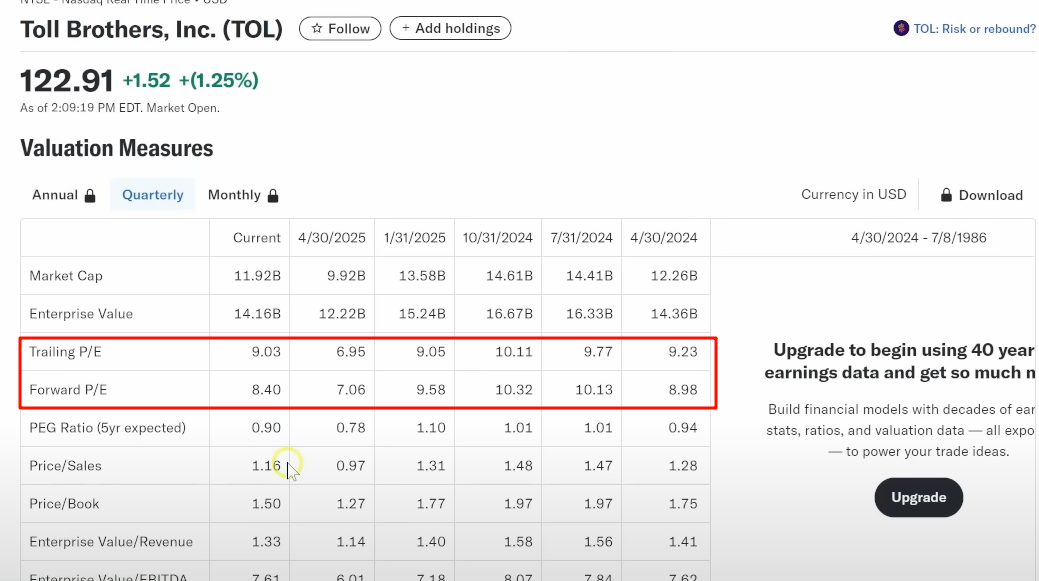 NYSE - Nasdaq Real Time Price • USD
Toll Brothers, Inc. (TOL) ☆ Follow + Add holdings TOL: Risk or rebound?
122.91 +1.52 +(1.25%)
As of 2:09:19 PM EDT. Market Open.
Valuation Measures
Annual Quarterly Monthly Currency in USD Download
Current 4/30/2025 1/31/2025 10/31/2024 7/31/2024 4/30/2024 4/30/2024 - 7/8/1986
Market Cap 11.92B 9.92B 13.58B 14.61B 14.41B 12.26B
Enterprise Value 14.16B 12.22B 15.24B 16.67B 16.33B 14.36B
Trailing P/E 9.03 6.95 9.05 10.11 9.77 9.23
Forward P/E 8.40 7.06 9.58 10.32 10.13 8.98
PEG Ratio (5yr expected) 0.90 0.78 1.10 1.01 1.01 0.94
Price/Sales 1.16 0.97 1.31 1.48 1.47 1.28
Price/Book 1.50 1.27 1.77 1.97 1.97 1.75
Enterprise Value/Revenue 1.33 1.14 1.40 1.58 1.56 1.41
Enterprise Value/EBITDA 7.61 6.01 7.18 8.07 7.84 7.62
Upgrade to begin using 40 year
earnings data and get so much m
Build financial models with decades of ear
stats, ratios, and valuation data — all expo
— to power your trade ideas.
Upgrade